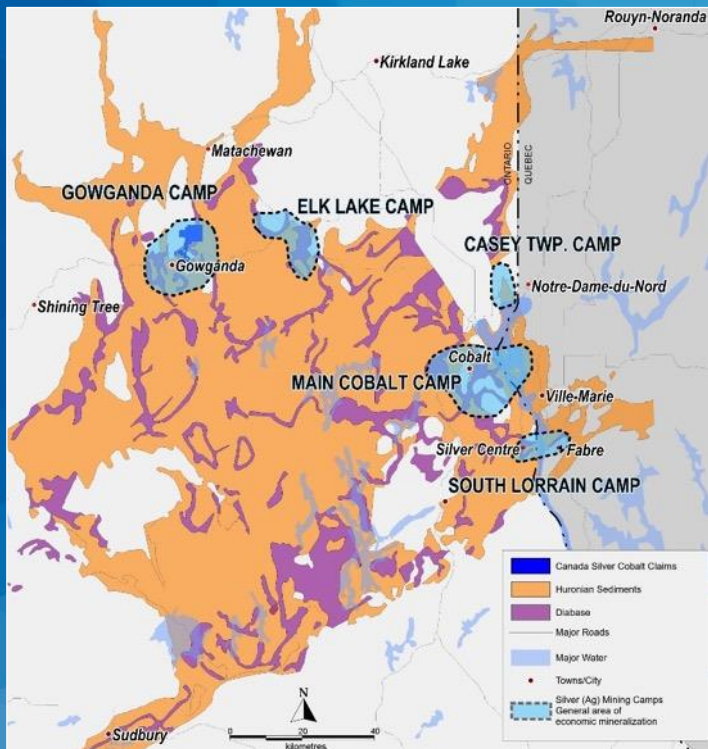 Rouyn-Noranda
Kirkland Lake
Matachewan
ONTARIO
QUEBEC
GOWGANDA CAMP
ELK LAKE CAMP
CASEY TWP. CAMP
Gowganda
Notre-Dame-du-Nord
Shining Tree
Cobalt
MAIN COBALT CAMP
Ville-Marie
Silver Centre
Fabre
SOUTH LORRAIN CAMP
Canada Silver Cobalt Claims
Huronian Sediments
Diabase
Major Roads
Major Water
Towns/City
Silver (Ag) Mining Camps
General area of
economic mineralization
N
Sudbury
0 20 40
kilometres